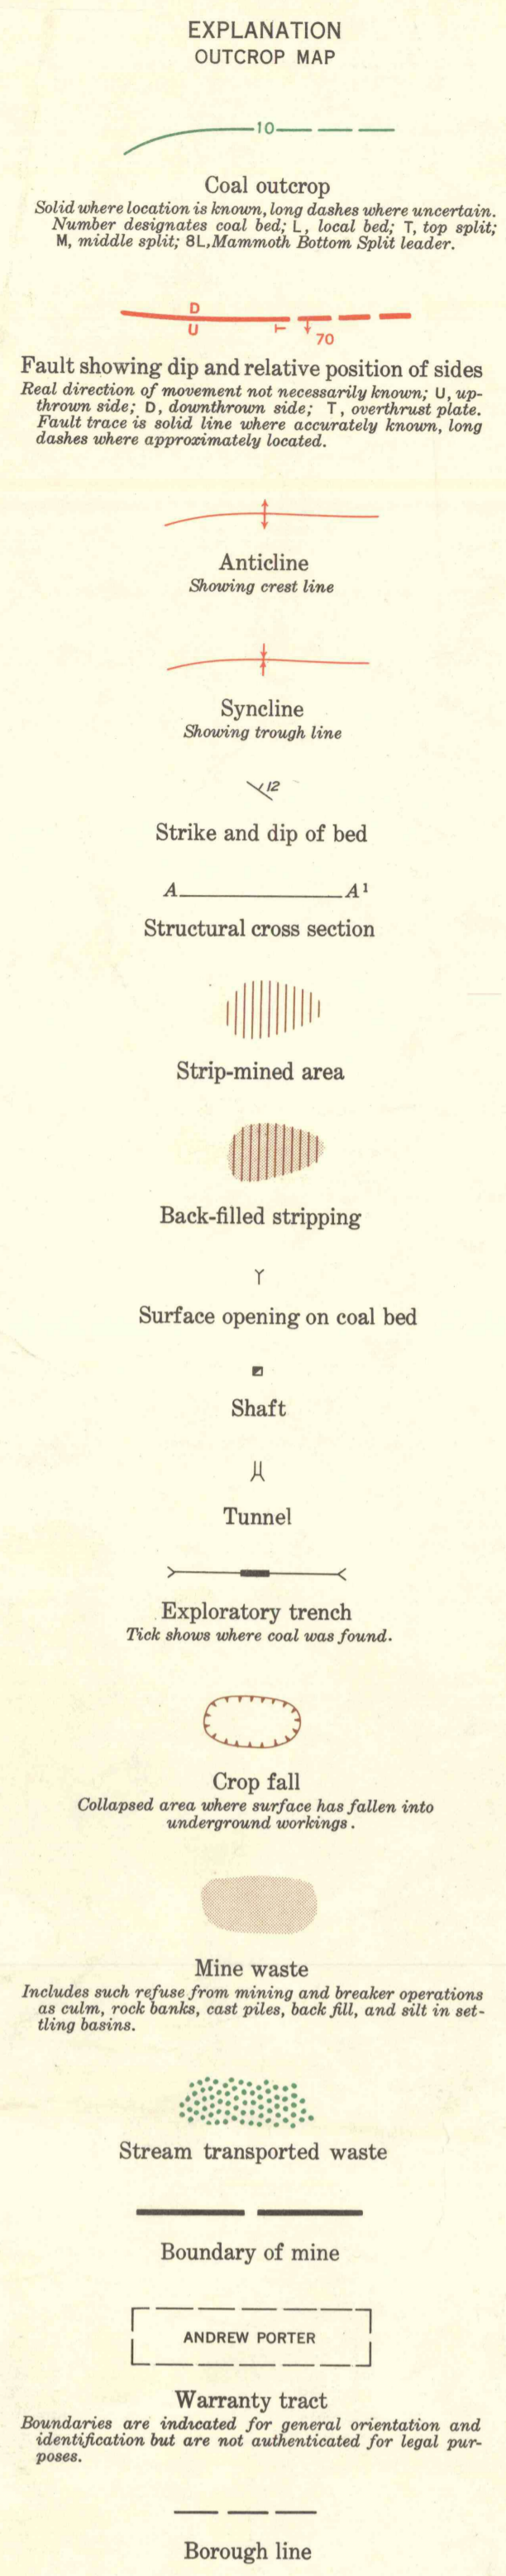 EXPLANATION
OUTCROP MAP
10
Coal outcrop
Solid where location is known, long dashes where uncertain.
Number designates coal bed; L, local bed; T, top split;
M, middle split; 8L, Mammoth Bottom Split leader.
D
U T 70
Fault showing dip and relative position of sides
Real direction of movement not necessarily known; U, up-
thrown side; D, downthrown side; T, overthrust plate.
Fault trace is solid line where accurately known, long
dashes where approximately located.
Anticline
Showing crest line
Syncline
Showing trough line
12
Strike and dip of bed
A A¹
Structural cross section
Strip-mined area
Back-filled stripping
Surface opening on coal bed
Shaft
Tunnel
Exploratory trench
Tick shows where coal was found.
Crop fall
Collapsed area where surface has fallen into
underground workings.
Mine waste
Includes such refuse from mining and breaker operations
as culm, rock banks, cast piles, back fill, and silt in set-
tling basins.
Stream transported waste
Boundary of mine
ANDREW PORTER
Warranty tract
Boundaries are indicated for general orientation and
identification but are not authenticated for legal pur-
poses.
Borough line